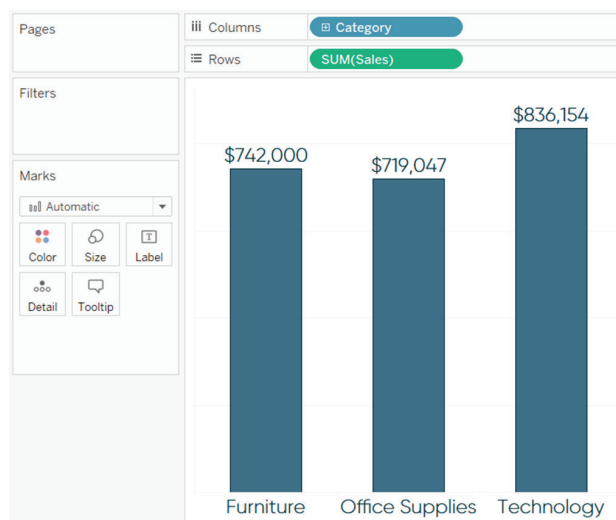 Pages
Columns
Category
Rows
SUM(Sales)
Filters
Marks
Automatic
Color
Size
T
Label
Detail
Tooltip
$742,000
$719,047
$836,154
Furniture
Office Supplies
Technology